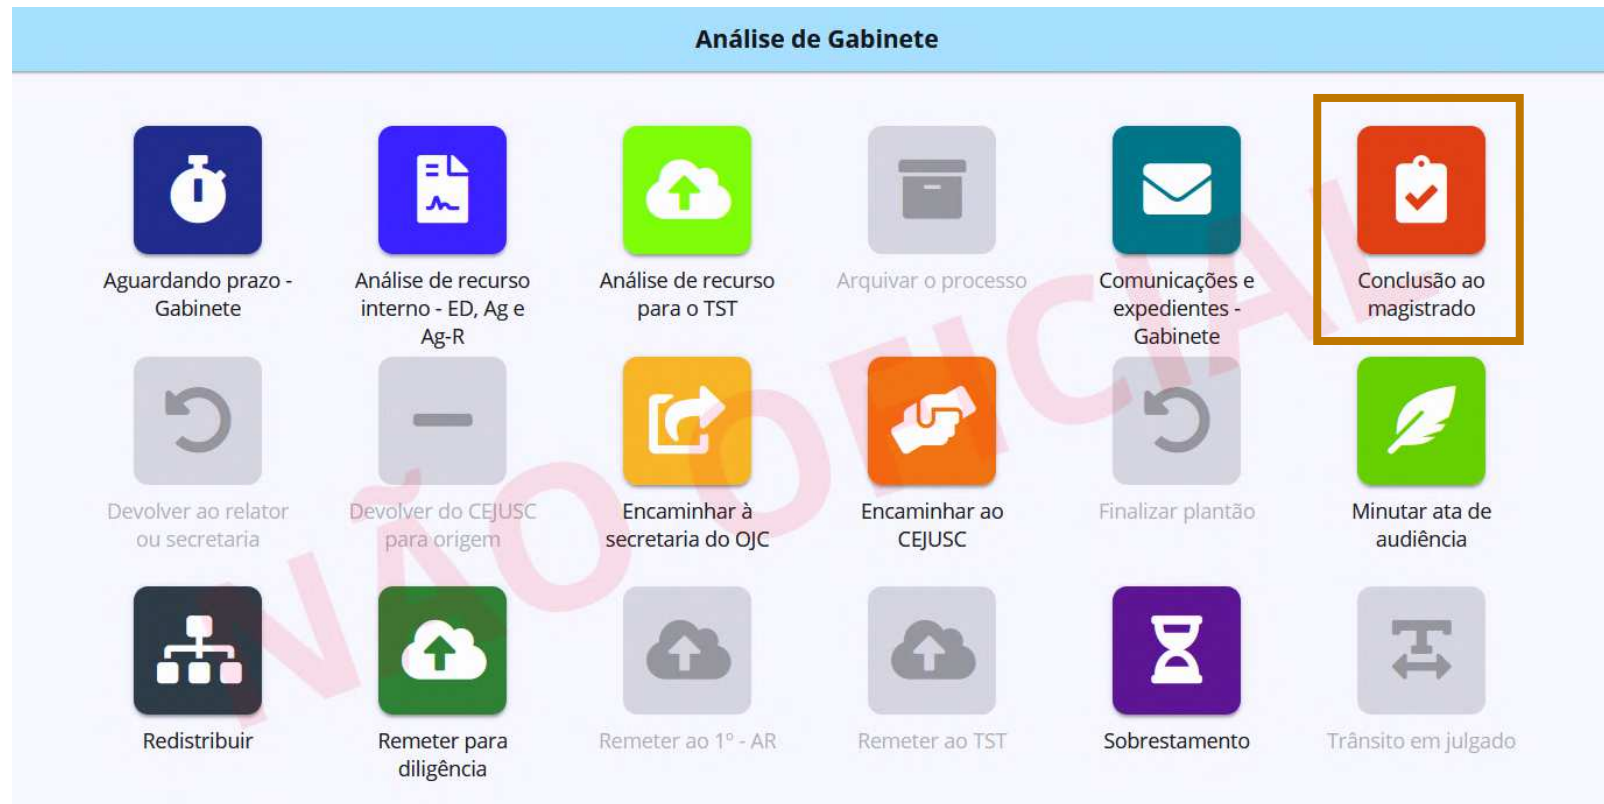 Análise de Gabinete
Aguardando prazo -
Gabinete
Análise de recurso
interno - ED, Ag e
Ag-R
Análise de recurso
para o TST
Arquivar o processo
Comunicações e
expedientes -
Gabinete
Conclusão ao
magistrado
Devolver ao relator
ou secretaria
Devolver do CEJUSC
para origem
Encaminhar à
secretaria do OJC
Encaminhar ao
CEJUSC
Finalizar plantão
Minutar ata de
audiência
Redistribuir
Remeter para
diligência
Remeter ao 1º - AR
Remeter ao TST
Sobrestamento
Trânsito em julgado
NÃO OFICIAL